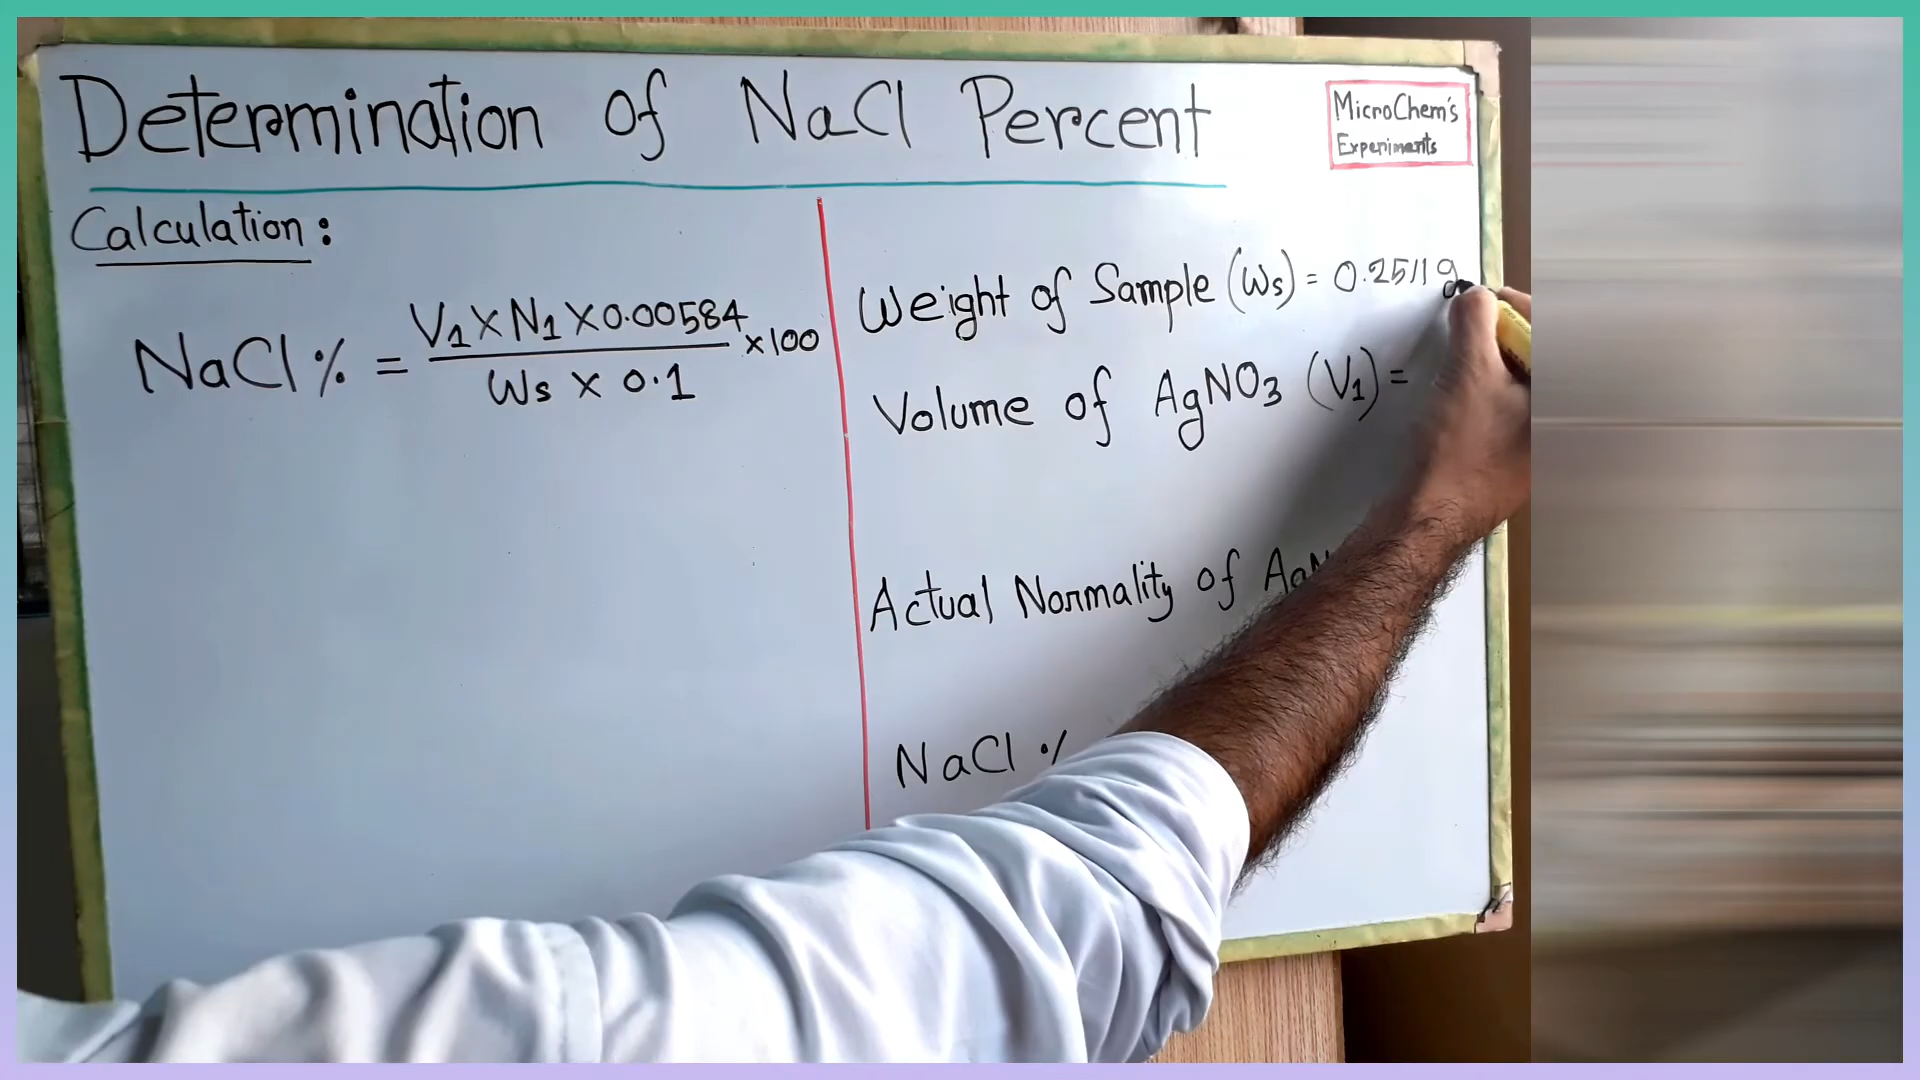 Determination of NaCl Percent
MicroChem's
Experiments
Calculation:
NaCl % = V1 X N1 X 0.00584 / Ws X 0.1 x100
Weight of Sample (Ws) = 0.2511 g
Volume of AgNO3 (V1) =
Actual Normality of
NaCl %